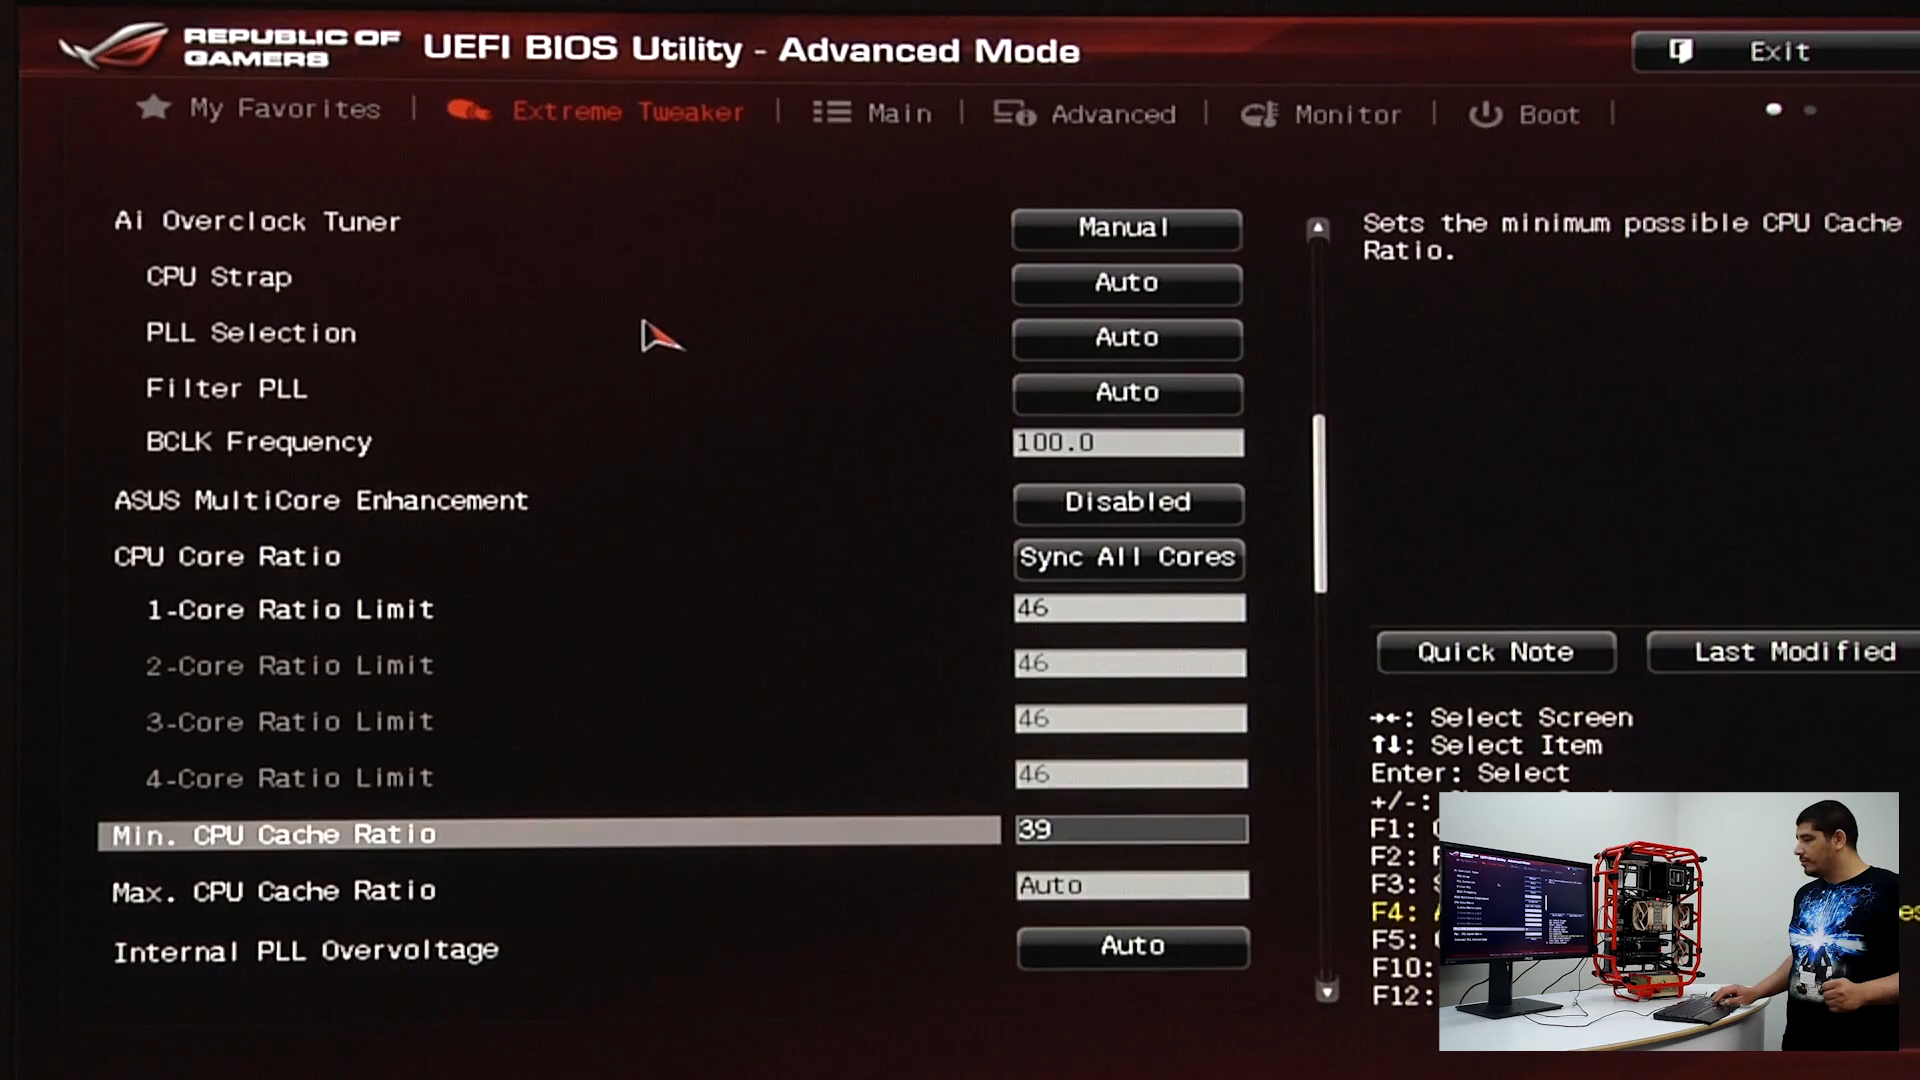 REPUBLIC OF
GAMERS
UEFI BIOS Utility - Advanced Mode
Exit
My Favorites
Extreme Tweaker
Main
Advanced
Monitor
Boot
Ai Overclock Tuner
Manual
CPU Strap
Auto
PLL Selection
Auto
Filter PLL
Auto
BCLK Frequency
100.0
ASUS MultiCore Enhancement
Disabled
CPU Core Ratio
Sync All Cores
1-Core Ratio Limit
46
2-Core Ratio Limit
46
3-Core Ratio Limit
46
4-Core Ratio Limit
46
Min. CPU Cache Ratio
39
Max. CPU Cache Ratio
Auto
Internal PLL Overvoltage
Auto
Sets the minimum possible CPU Cache
Ratio.
Quick Note
Last Modified
→←: Select Screen
↑↓: Select Item
Enter: Select
+/-:
F1:
F2:
F3:
F4:
F5:
F10:
F12: